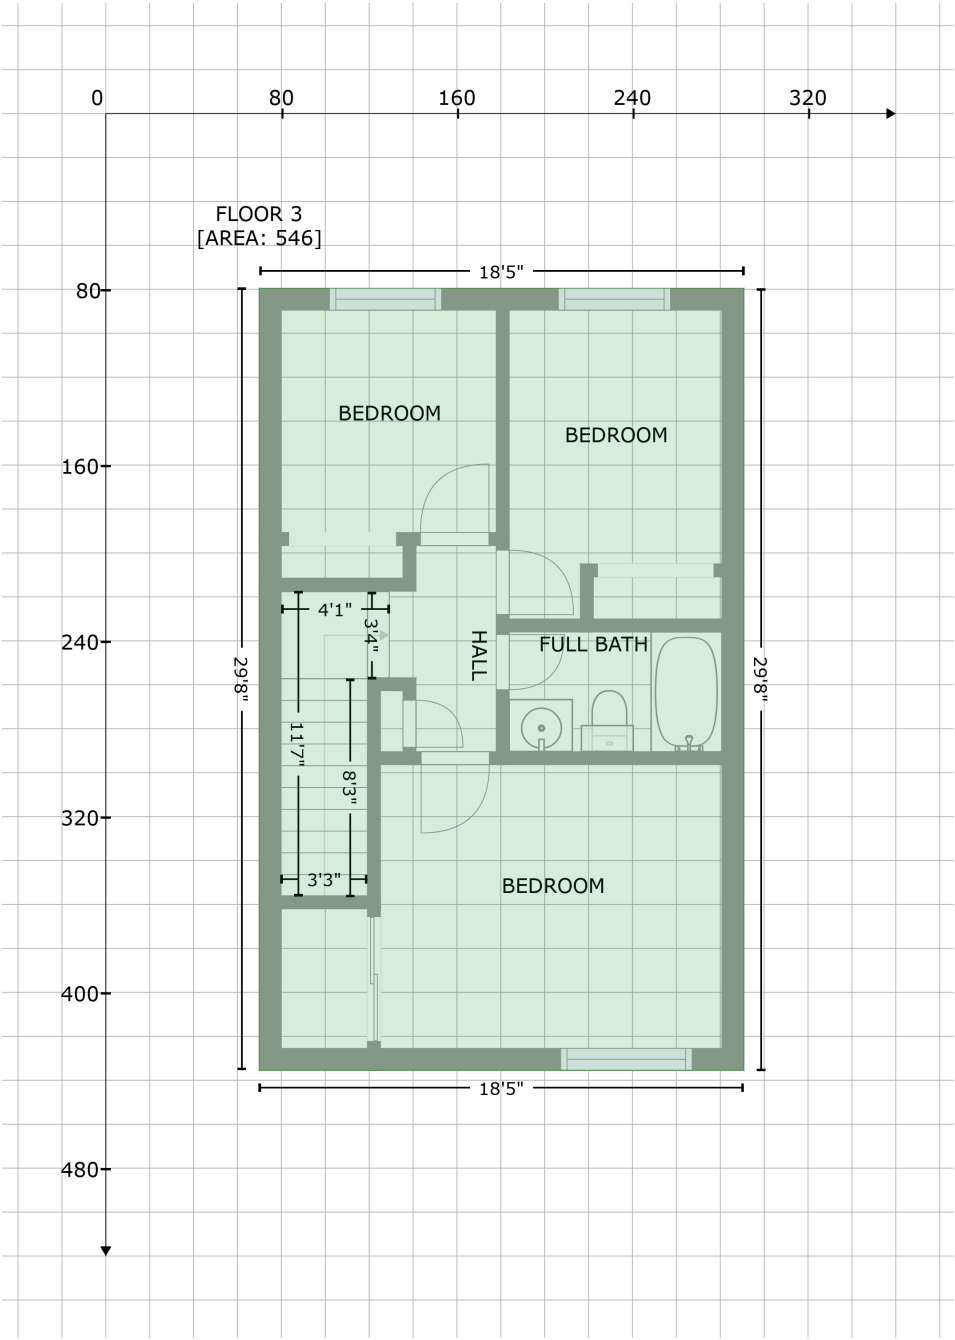 0
80
160
240
320
FLOOR 3
[AREA: 546]
18'5"
80
BEDROOM
BEDROOM
160
4'1"
3'4"
240
HALL
FULL BATH
29'8"
29'8"
11'7"
8'3"
320
3'3"
BEDROOM
400
18'5"
480